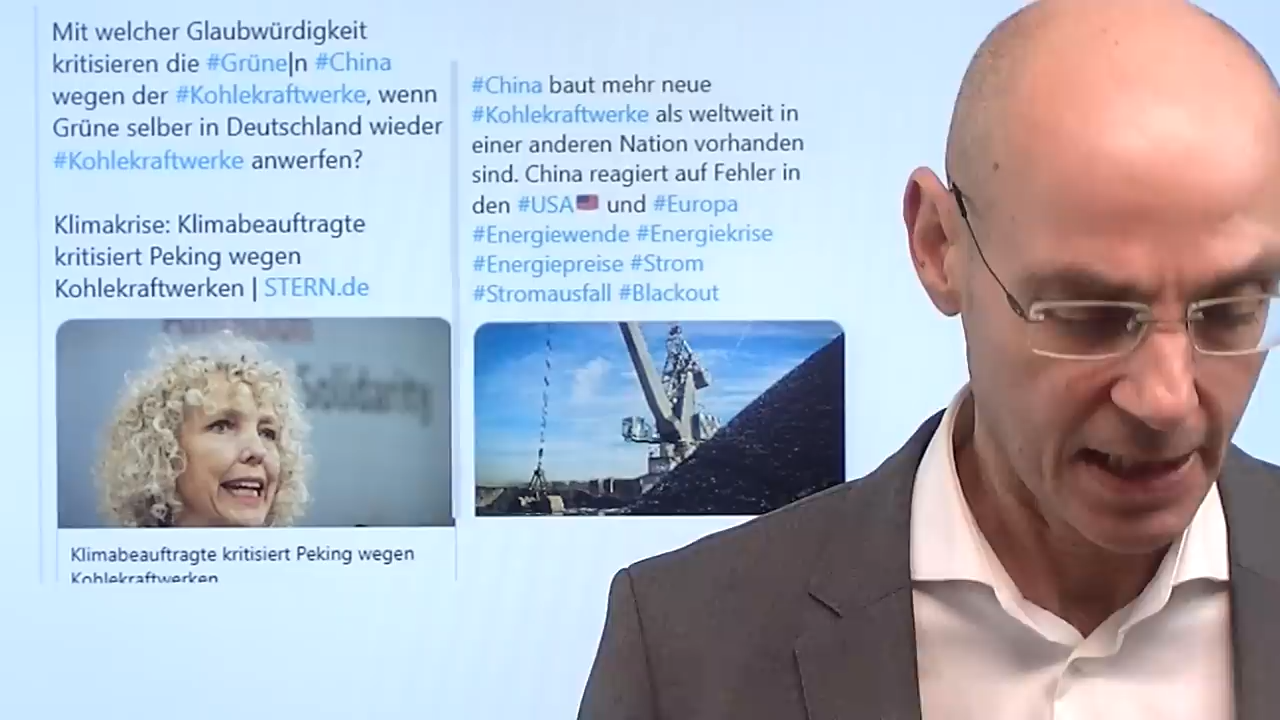 Mit welcher Glaubwürdigkeit
kritisieren die #Grüne|n #China
wegen der #Kohlekraftwerke, wenn
Grüne selber in Deutschland wieder
#Kohlekraftwerke anwerfen?
Klimakrise: Klimabeauftragte
kritisiert Peking wegen
Kohlekraftwerken | STERN.de
Solidarity
Klimabeauftragte kritisiert Peking wegen
Kohlekraftwerken
#China baut mehr neue
#Kohlekraftwerke als weltweit in
einer anderen Nation vorhanden
sind. China reagiert auf Fehler in
den #USA und #Europa
#Energiewende #Energiekrise
#Energiepreise #Strom
#Stromausfall #Blackout